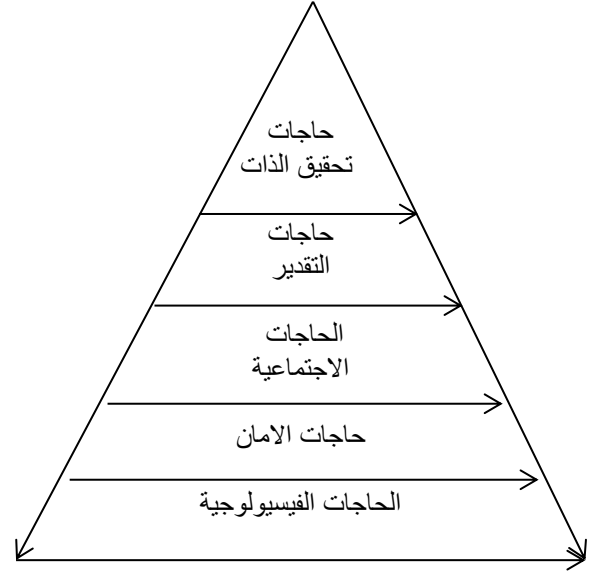 حاجات
تحقيق الذات
حاجات
التقدير
الحاجات
الاجتماعية
حاجات الامان
الحاجات الفيسيولوجية